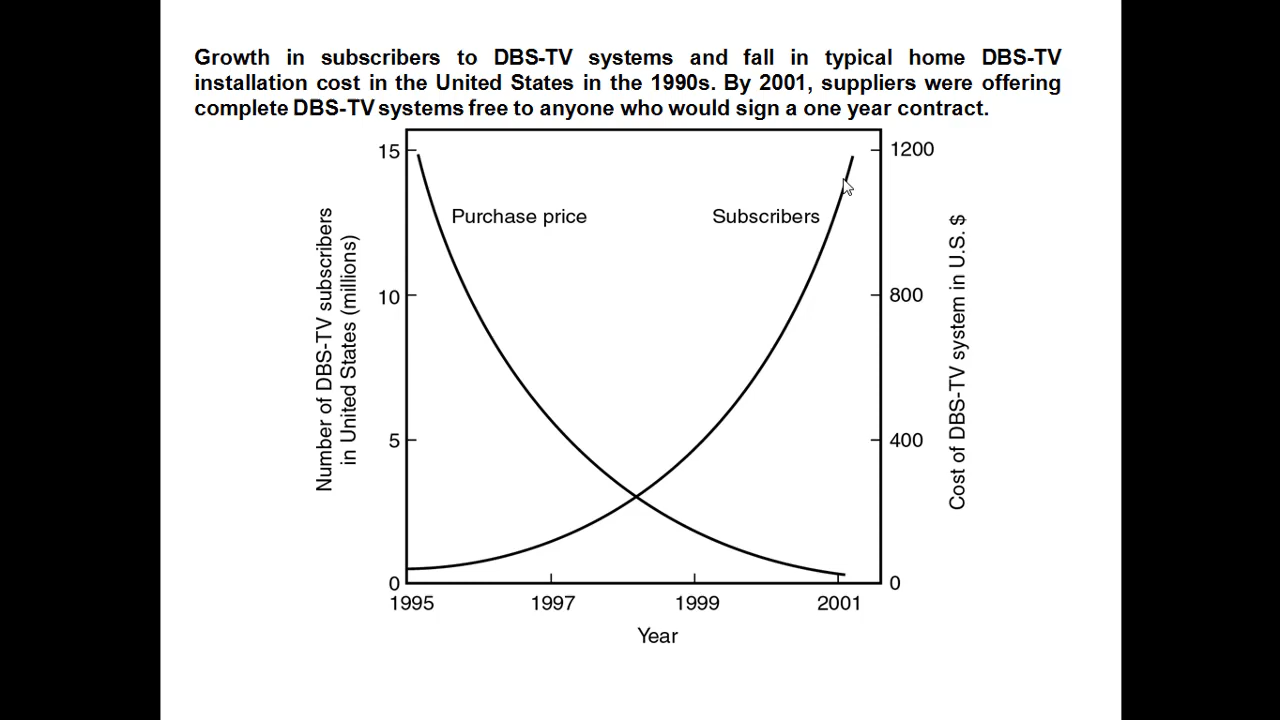 Growth in subscribers to DBS-TV systems and fall in typical home DBS-TV
installation cost in the United States in the 1990s. By 2001, suppliers were offering
complete DBS-TV systems free to anyone who would sign a one year contract.
15
1200
Purchase price
Subscribers
Number of DBS-TV subscribers
in United States (millions)
Cost of DBS-TV system in U.S. $
10
800
5
400
0
0
1995
1997
1999
2001
Year